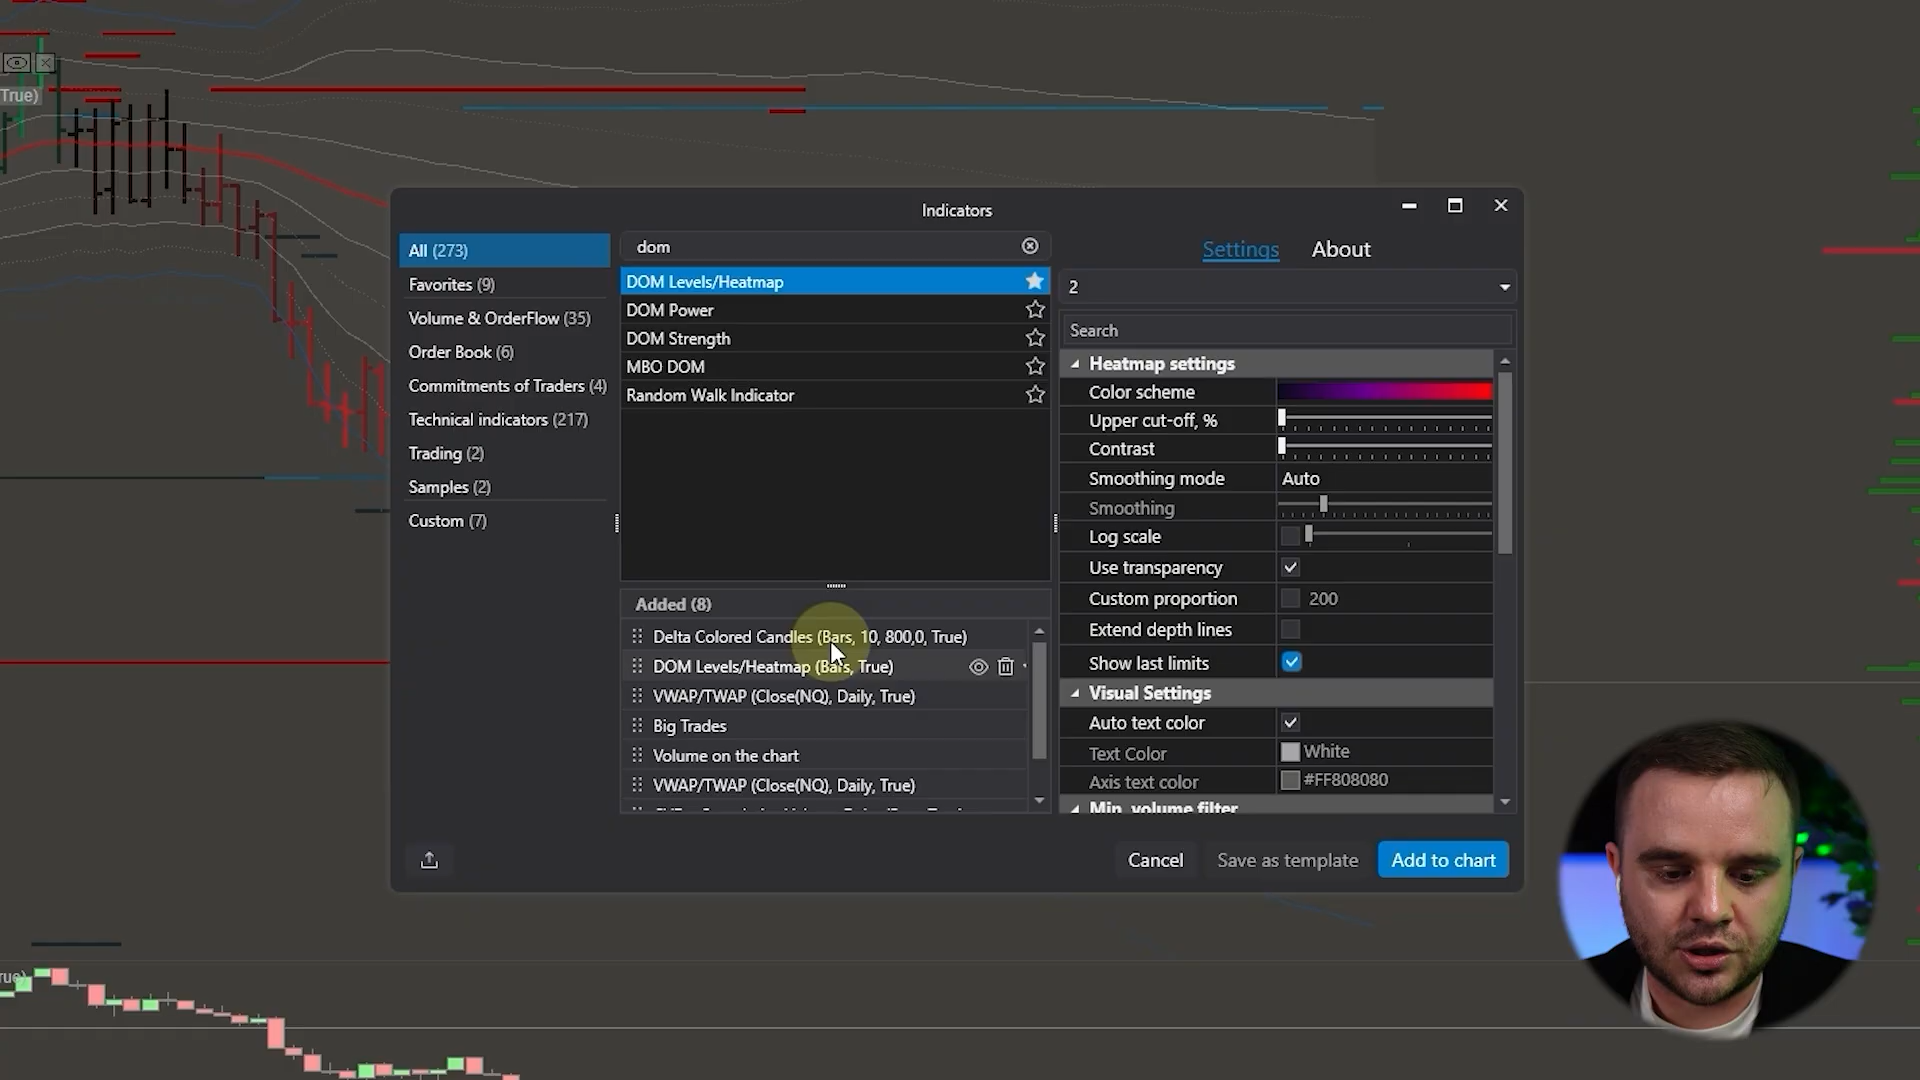 True)
Indicators
All (273)
Favorites (9)
Volume & OrderFlow (35)
Order Book (6)
Commitments of Traders (4)
Technical indicators (217)
Trading (2)
Samples (2)
Custom (7)
dom
DOM Levels/Heatmap
DOM Power
DOM Strength
MBO DOM
Random Walk Indicator
Added (8)
Delta Colored Candles (Bars, 10, 800,0, True)
DOM Levels/Heatmap (Bars, True)
VWAP/TWAP (Close(NQ), Daily, True)
Big Trades
Volume on the chart
VWAP/TWAP (Close(NQ), Daily, True)
Settings About
2
Search
Heatmap settings
Color scheme
Upper cut-off, %
Contrast
Smoothing mode Auto
Smoothing
Log scale
Use transparency
Custom proportion 200
Extend depth lines
Show last limits
Visual Settings
Auto text color
Text Color White
Axis text color #FF808080
Min. volume filter
Cancel Save as template Add to chart
rue)